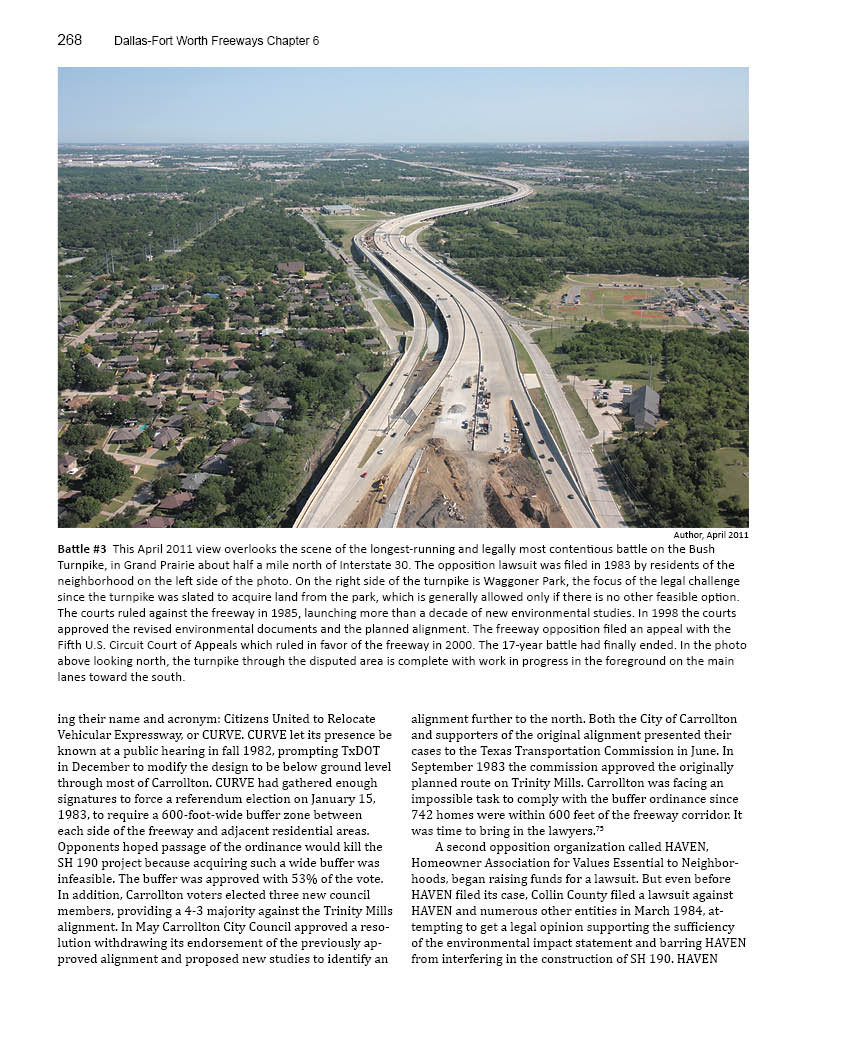 268 Dallas-Fort Worth Freeways Chapter 6
Author, April 2011
Battle #3 This April 2011 view overlooks the scene of the longest-running and legally most contentious battle on the Bush
Turnpike, in Grand Prairie about half a mile north of Interstate 30. The opposition lawsuit was filed in 1983 by residents of the
neighborhood on the left side of the photo. On the right side of the turnpike is Waggoner Park, the focus of the legal challenge
since the turnpike was slated to acquire land from the park, which is generally allowed only if there is no other feasible option.
The courts ruled against the freeway in 1985, launching more than a decade of new environmental studies. In 1998 the courts
approved the revised environmental documents and the planned alignment. The freeway opposition filed an appeal with the
Fifth U.S. Circuit Court of Appeals which ruled in favor of the freeway in 2000. The 17-year battle had finally ended. In the photo
above looking north, the turnpike through the disputed area is complete with work in progress in the foreground on the main
lanes toward the south.
ing their name and acronym: Citizens United to Relocate
Vehicular Expressway, or CURVE. CURVE let its presence be
known at a public hearing in fall 1982, prompting TxDOT
in December to modify the design to be below ground level
through most of Carrollton. CURVE had gathered enough
signatures to force a referendum election on January 15,
1983, to require a 600-foot-wide buffer zone between
each side of the freeway and adjacent residential areas.
Opponents hoped passage of the ordinance would kill the
SH 190 project because acquiring such a wide buffer was
infeasible. The buffer was approved with 53% of the vote.
In addition, Carrollton voters elected three new council
members, providing a 4-3 majority against the Trinity Mills
alignment. In May Carrollton City Council approved a reso-
lution withdrawing its endorsement of the previously ap-
proved alignment and proposed new studies to identify an
alignment further to the north. Both the City of Carrollton
and supporters of the original alignment presented their
cases to the Texas Transportation Commission in June. In
September 1983 the commission approved the originally
planned route on Trinity Mills. Carrollton was facing an
impossible task to comply with the buffer ordinance since
742 homes were within 600 feet of the freeway corridor. It
was time to bring in the lawyers.⁷⁵
A second opposition organization called HAVEN,
Homeowner Association for Values Essential to Neighbor-
hoods, began raising funds for a lawsuit. But even before
HAVEN filed its case, Collin County filed a lawsuit against
HAVEN and numerous other entities in March 1984, at-
tempting to get a legal opinion supporting the sufficiency
of the environmental impact statement and barring HAVEN
from interfering in the construction of SH 190. HAVEN